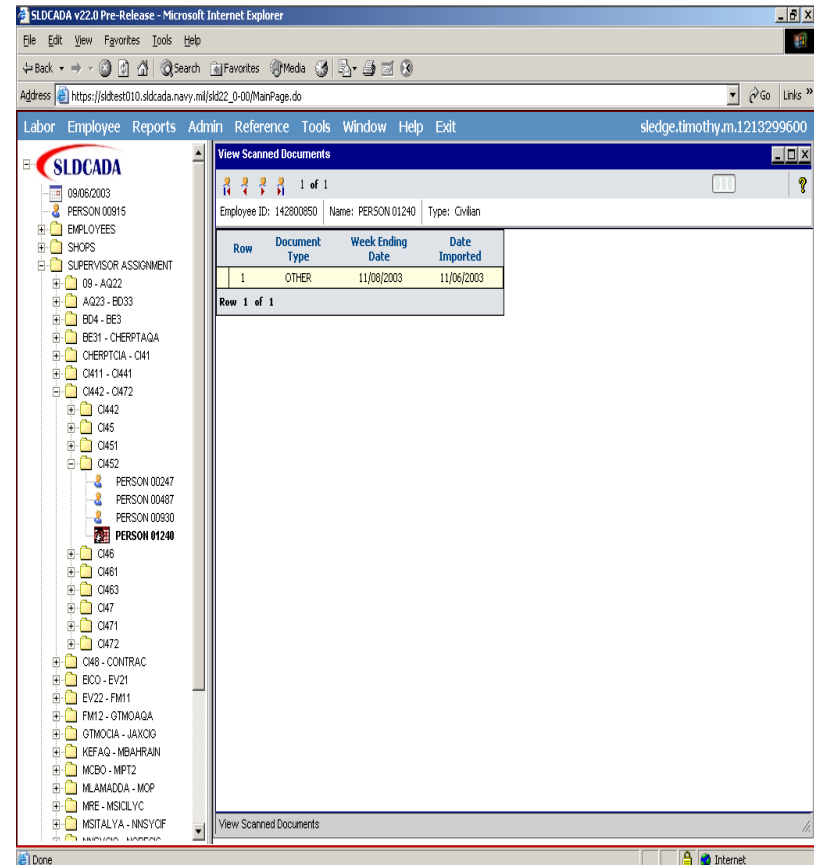 SLDCADA v22.0 Pre-Release - Microsoft Internet Explorer
File Edit View Favorites Tools Help
Back Search Favorites Media
Address https://sldtest010.sldcada.navy.mil/sld22_0-00/MainPage.do Go Links »
Labor Employee Reports Admin Reference Tools Window Help Exit sledge.timothy.m.1213299600
SLDCADA
09/06/2003
PERSON 00915
EMPLOYEES
SHOPS
SUPERVISOR ASSIGNMENT
09 - AQ22
AQ23 - BD33
BD4 - BE3
BE31 - CHERPTAQA
CHERPTCIA - CI41
CI411 - CI441
CI442 - CI472
CI442
CI45
CI451
CI452
PERSON 00247
PERSON 00487
PERSON 00930
PERSON 01240
CI46
CI461
CI463
CI47
CI471
CI472
CI48 - CONTRAC
EICO - EV21
EV22 - FM11
FM12 - GTMOAQA
GTMOCIA - JAXCIG
KEFAQ - MBAHRAIN
MCBO - MIPT2
MLAMADDA - MOP
MRE - MSICILYC
MSITALYA - NNSYCIF
View Scanned Documents
1 of 1 ?
Employee ID: 142800850 Name: PERSON 01240 Type: Civilian
Row Document Type Week Ending Date Date Imported
1 OTHER 11/08/2003 11/06/2003
Row 1 of 1
View Scanned Documents
Done Internet